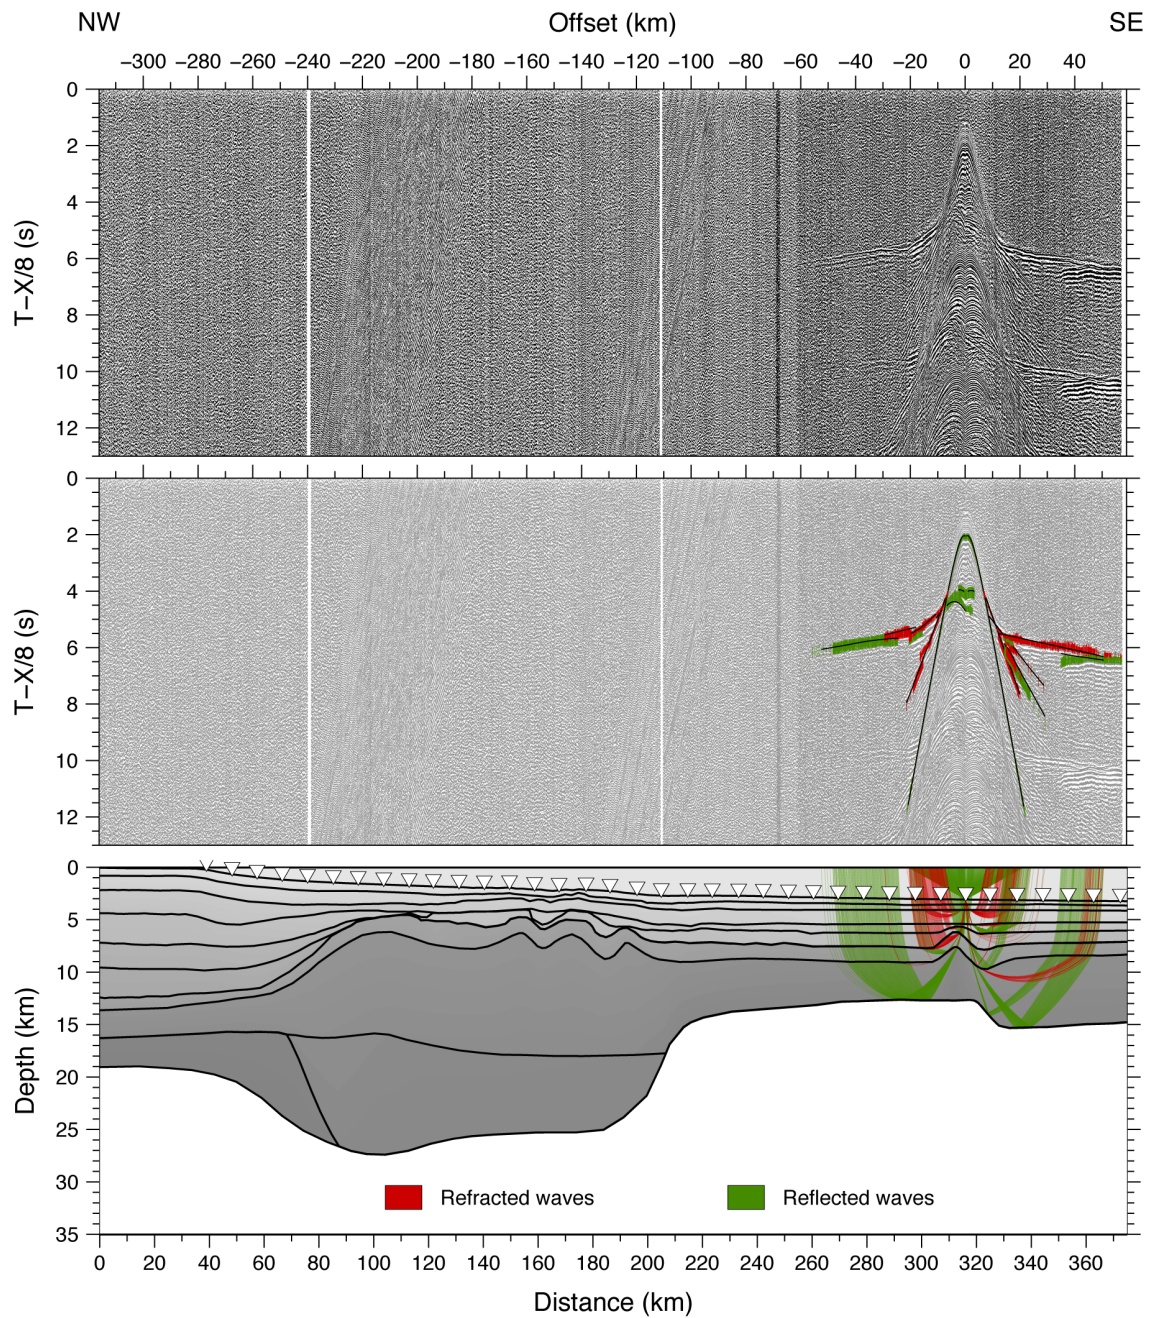 NW Offset (km) SE
−300 −280 −260 −240 −220 −200 −180 −160 −140 −120 −100 −80 −60 −40 −20 0 20 40
0
2
4
6
8
10
12
T−X/8 (s)
0
2
4
6
8
10
12
T−X/8 (s)
0
5
10
15
20
25
30
35
Depth (km)
Refracted waves Reflected waves
0 20 40 60 80 100 120 140 160 180 200 220 240 260 280 300 320 340 360
Distance (km)